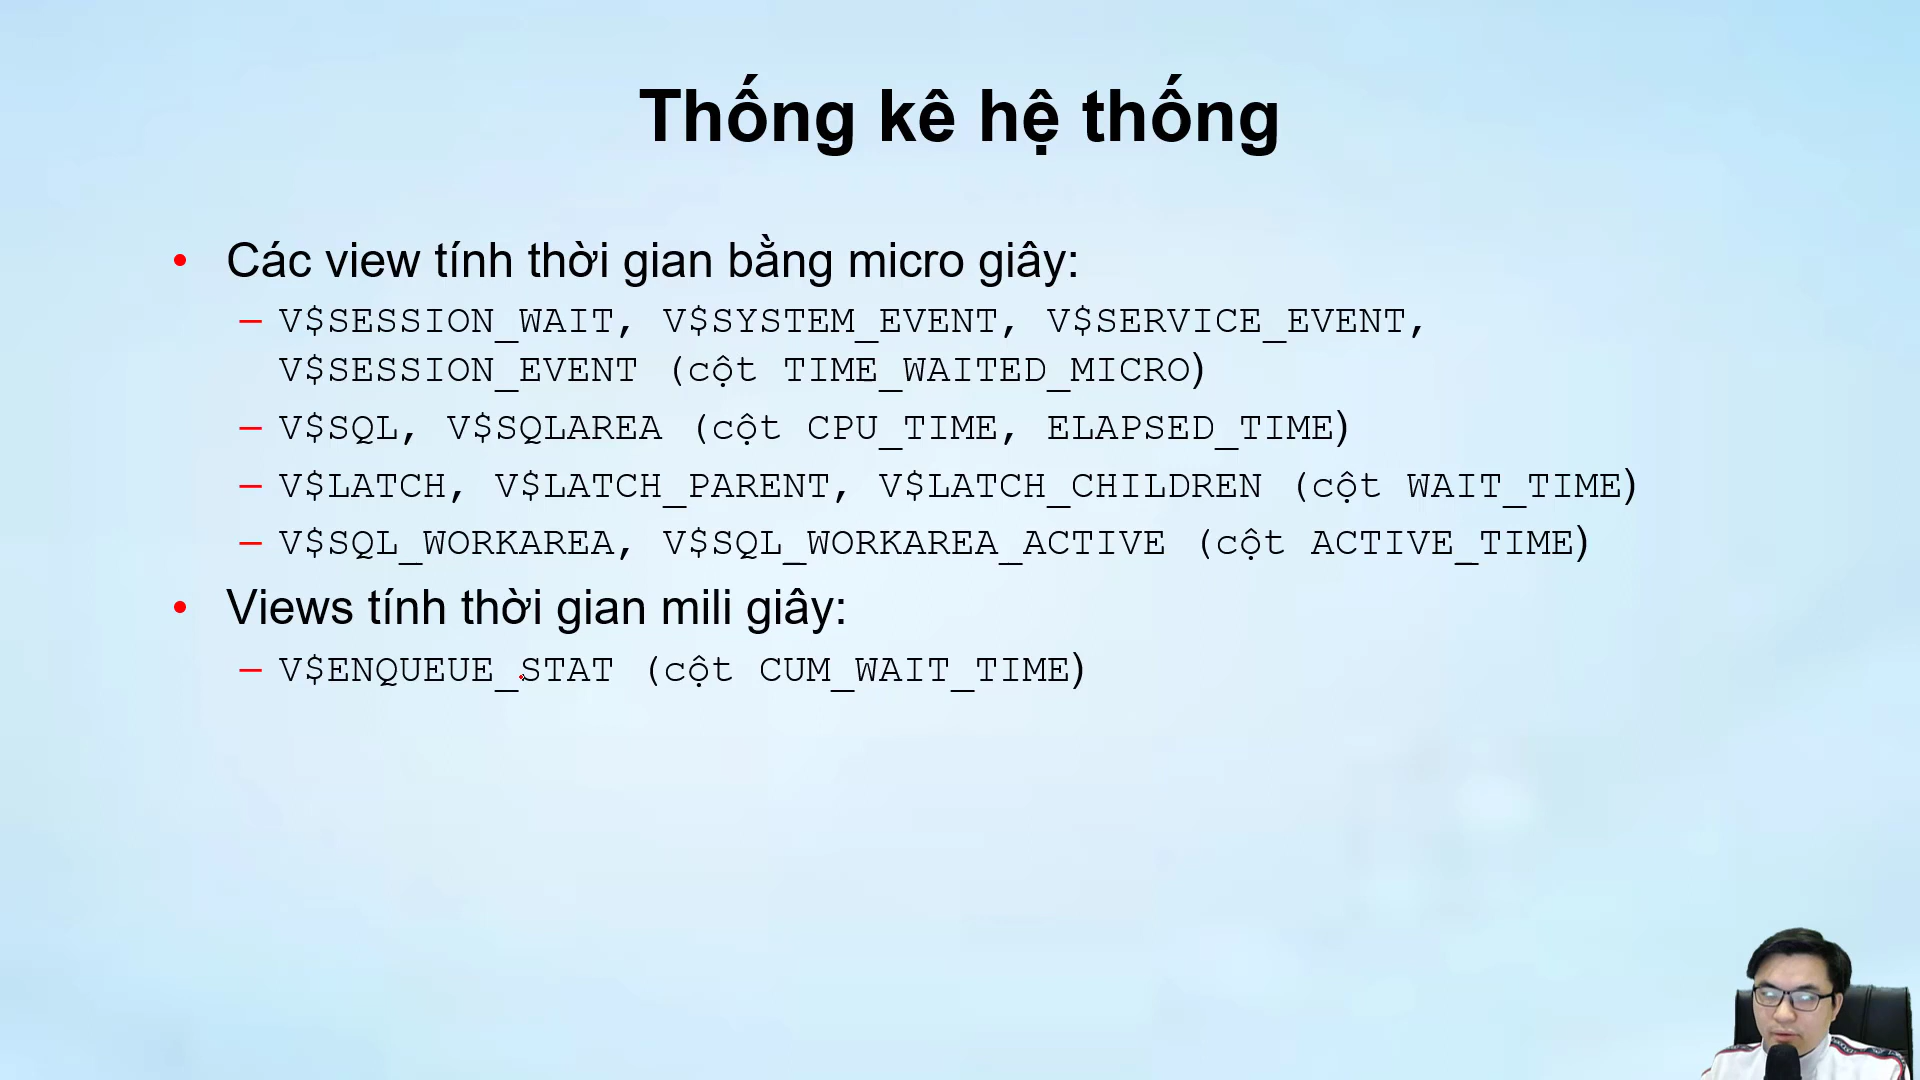 Thống kê hệ thống
• Các view tính thời gian bằng micro giây:
– V$SESSION_WAIT, V$SYSTEM_EVENT, V$SERVICE_EVENT,
V$SESSION_EVENT (cột TIME_WAITED_MICRO)
– V$SQL, V$SQLAREA (cột CPU_TIME, ELAPSED_TIME)
– V$LATCH, V$LATCH_PARENT, V$LATCH_CHILDREN (cột WAIT_TIME)
– V$SQL_WORKAREA, V$SQL_WORKAREA_ACTIVE (cột ACTIVE_TIME)
• Views tính thời gian mili giây:
– V$ENQUEUE_STAT (cột CUM_WAIT_TIME)